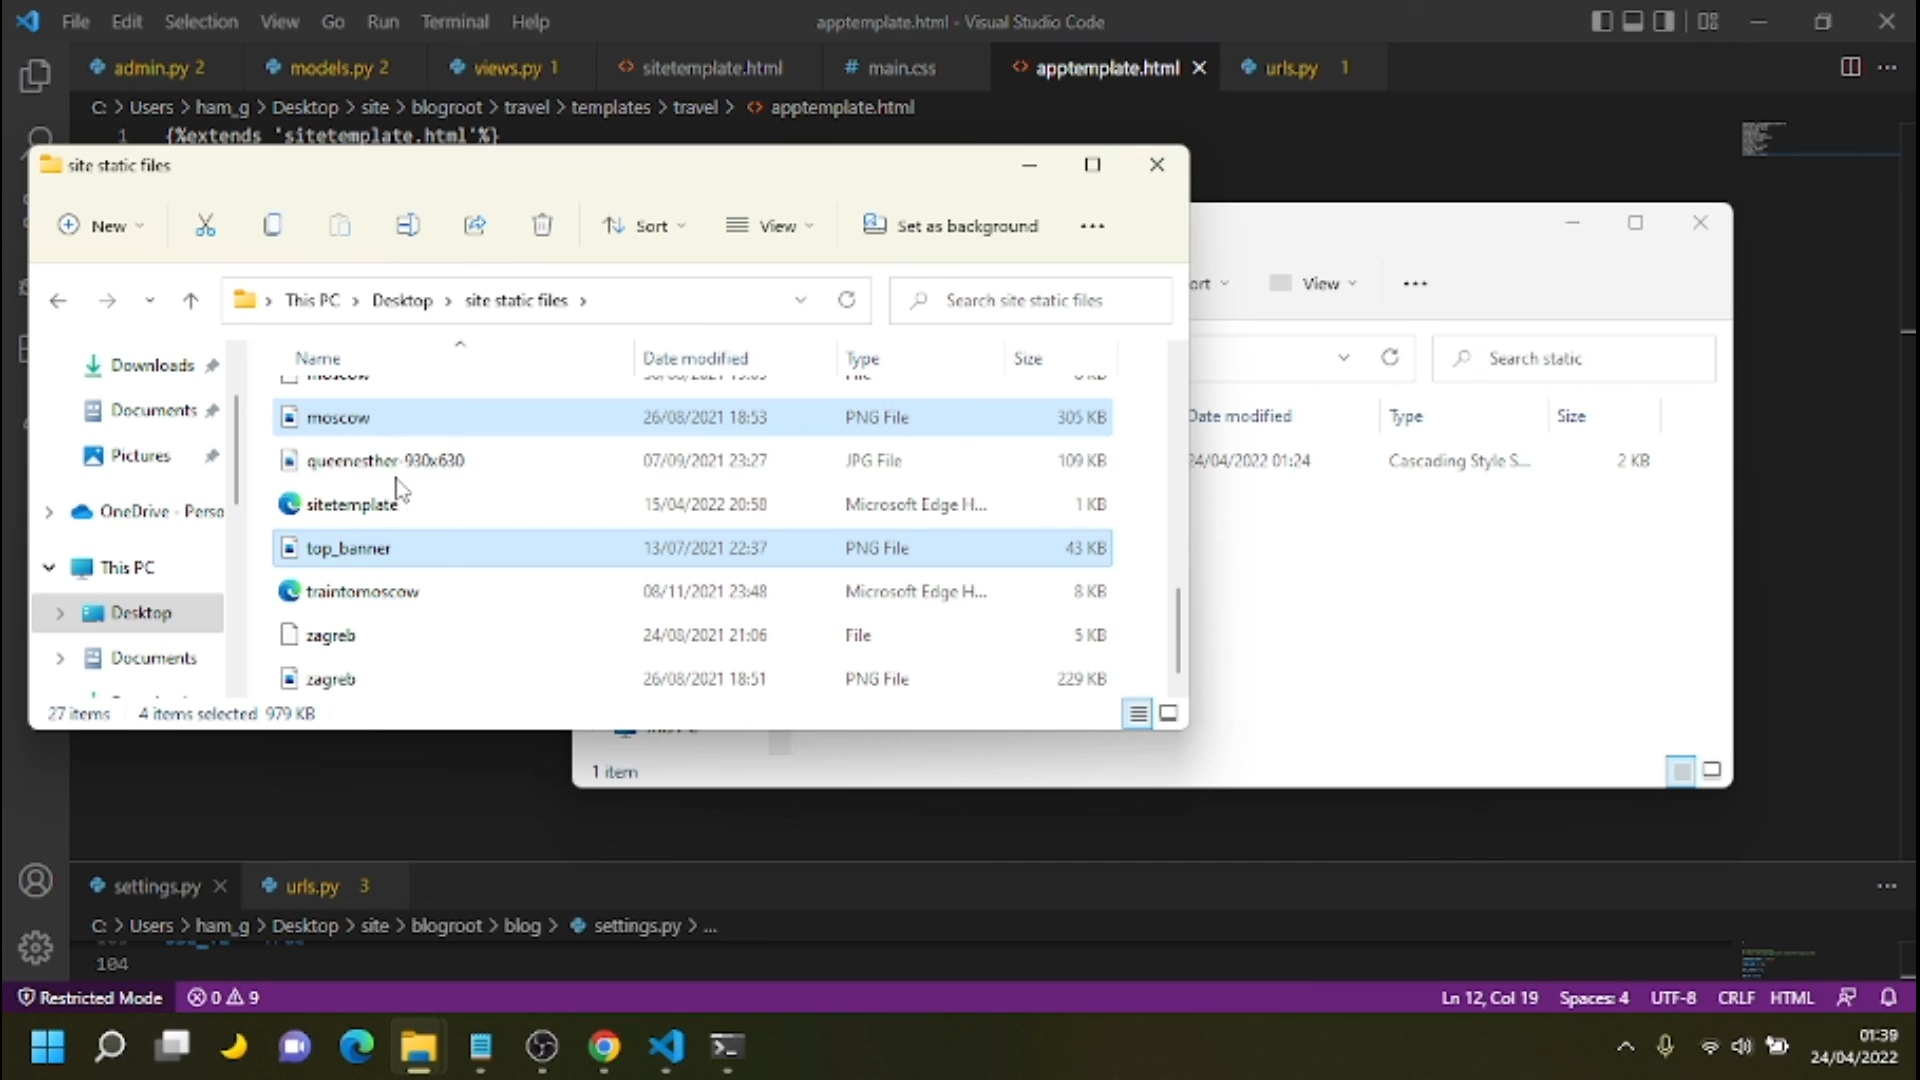 File Edit Selection View Go Run Terminal Help
apptemplate.html - Visual Studio Code
admin.py 2
models.py 2
views.py 1
sitetemplate.html
main.css
apptemplate.html
urls.py 1
C: > Users > ham_g > Desktop > site > blogroot > travel > templates > travel > apptemplate.html
1 {%extends 'sitetemplate.html'%}
site static files
New
Sort
View
Set as background
View
This PC > Desktop > site static files >
Search site static files
Search static
Name Date modified Type Size
Date modified Type Size
24/04/2022 01:24 Cascading Style S... 2 KB
Downloads
Documents
Pictures
OneDrive - Perso
This PC
Desktop
Documents
moscow 26/08/2021 18:53 PNG File 305 KB
queenesther-930x630 07/09/2021 23:27 JPG File 109 KB
sitetemplate 15/04/2022 20:58 Microsoft Edge H... 1 KB
top_banner 13/07/2021 22:37 PNG File 43 KB
traintomoscow 08/11/2021 23:48 Microsoft Edge H... 8 KB
zagreb 24/08/2021 21:06 File 5 KB
zagreb 26/08/2021 18:51 PNG File 229 KB
27 items 4 items selected 979 KB
1 item
settings.py
urls.py 3
C: > Users > ham_g > Desktop > site > blogroot > blog > settings.py > ...
104
Restricted Mode 0 9
Ln 12, Col 19 Spaces: 4 UTF-8 CRLF HTML
01:39
24/04/2022